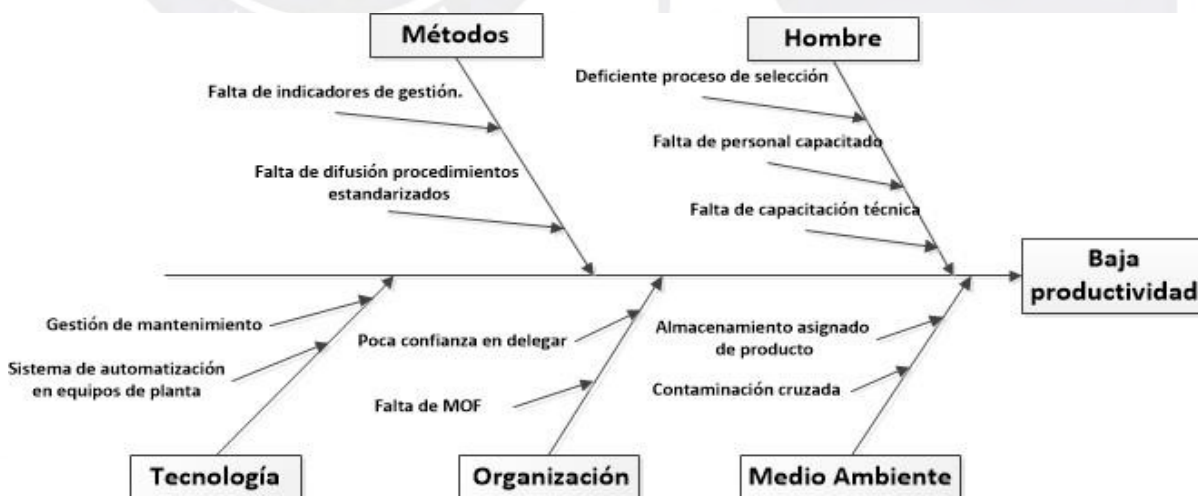 Métodos
Hombre
Deficiente proceso de selección
Falta de indicadores de gestión.
Falta de personal capacitado
Falta de difusión procedimientos
estandarizados
Falta de capacitación técnica
Baja
productividad
Gestión de mantenimiento
Sistema de automatización
en equipos de planta
Poca confianza en delegar
Falta de MOF
Almacenamiento asignado
de producto
Contaminación cruzada
Tecnología
Organización
Medio Ambiente